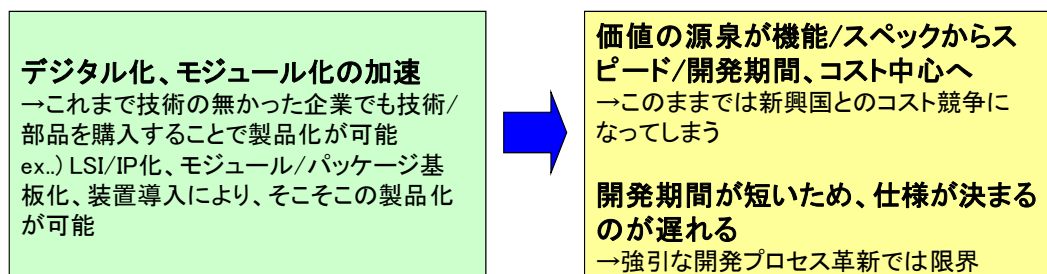 デジタル化、モジュール化の加速
→これまで技術の無かった企業でも技術/
部品を購入することで製品化が可能
ex..) LSI/IP化、モジュール/パッケージ基
板化、装置導入により、そこそこの製品化
が可能
価値の源泉が機能/スペックからス
ピード/開発期間、コスト中心へ
→このままでは新興国とのコスト競争に
なってしまう
開発期間が短いため、仕様が決まる
のが遅れる
→強引な開発プロセス革新では限界